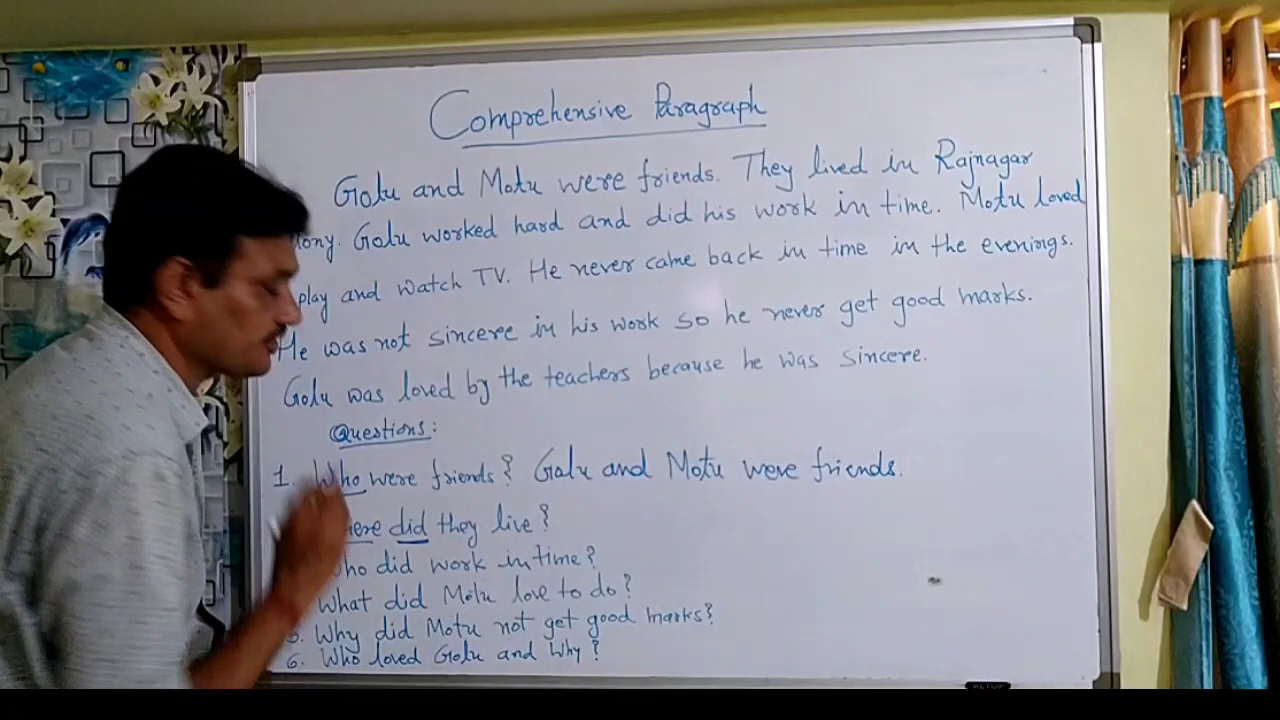 Comprehensive Paragraph
Golu and Motu were friends. They lived in Rajnagar
lony. Golu worked hard and did his work in time. Motu loved
play and watch TV. He never came back in time in the evenings.
He was not sincere in his work so he never get good marks.
Golu was loved by the teachers because he was sincere.
Questions:
1. Who were friends? Golu and Motu were friends.
here did they live?
Who did work in time?
What did Motu love to do?
5. Why did Motu not get good marks?
6. Who loved Golu and Why?